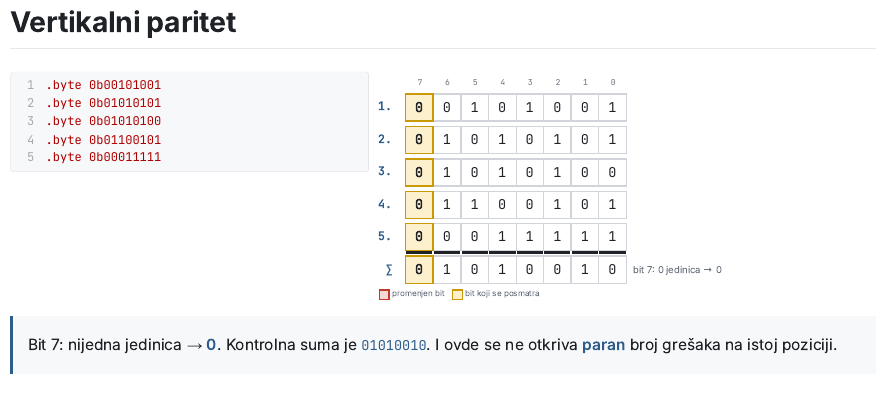 Vertikalni paritet
1 .byte 0b00101001
2 .byte 0b01010101
3 .byte 0b01010100
4 .byte 0b01100101
5 .byte 0b00011111
7 6 5 4 3 2 1 0
1. 0 0 1 0 1 0 0 1
2. 0 1 0 1 0 1 0 1
3. 0 1 0 1 0 1 0 0
4. 0 1 1 0 0 1 0 1
5. 0 0 0 1 1 1 1 1
∑ 0 1 0 1 0 0 1 0 bit 7: 0 jedinica → 0
promenjen bit bit koji se posmatra
Bit 7: nijedna jedinica → 0. Kontrolna suma je 01010010. I ovde se ne otkriva paran broj grešaka na istoj poziciji.